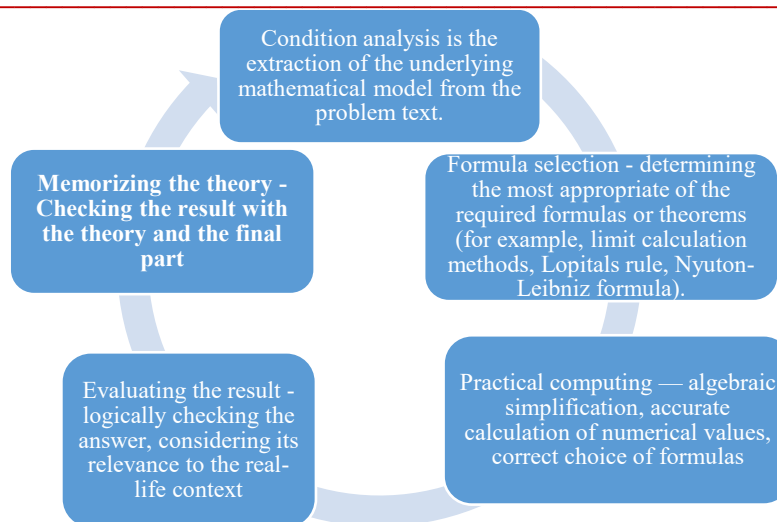 Condition analysis is the
extraction of the underlying
mathematical model from the
problem text.
Formula selection - determining
the most appropriate of the
required formulas or theorems
(for example, limit calculation
methods, Lopitals rule, Nyuton-
Leibniz formula).
Practical computing — algebraic
simplification, accurate
calculation of numerical values,
correct choice of formulas
Evaluating the result -
logically checking the
answer, considering its
relevance to the real-
life context
Memorizing the theory -
Checking the result with
the theory and the final
part